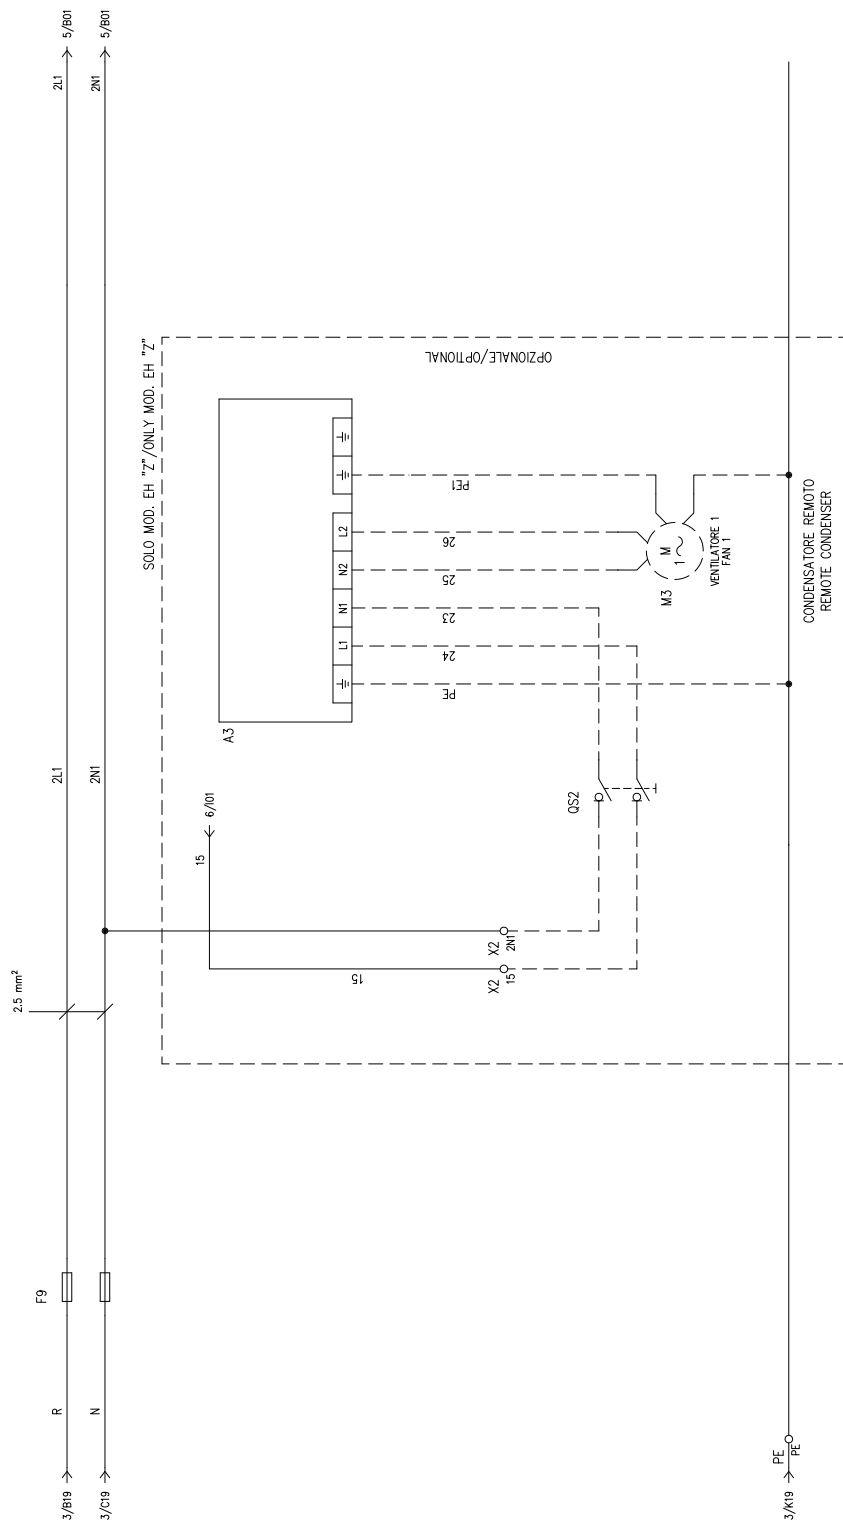 2L1
5/B01
2N1
5/B01
SOLO MOD. EH "Z"/ONLY MOD. EH "Z"
OPZIONALE/OPTIONAL
A3
L2
N2
N1
L1
PE1
26
25
23
24
PE
M
1
M3
VENTILATORE 1
FAN 1
CONDENSATORE REMOTO
REMOTE CONDENSER
2L1
2N1
6/I01
15
QS2
X2
2N1
X2
15
15
2.5 mm²
F9
R
N
PE
PE
3/B19
3/C19
3/K19